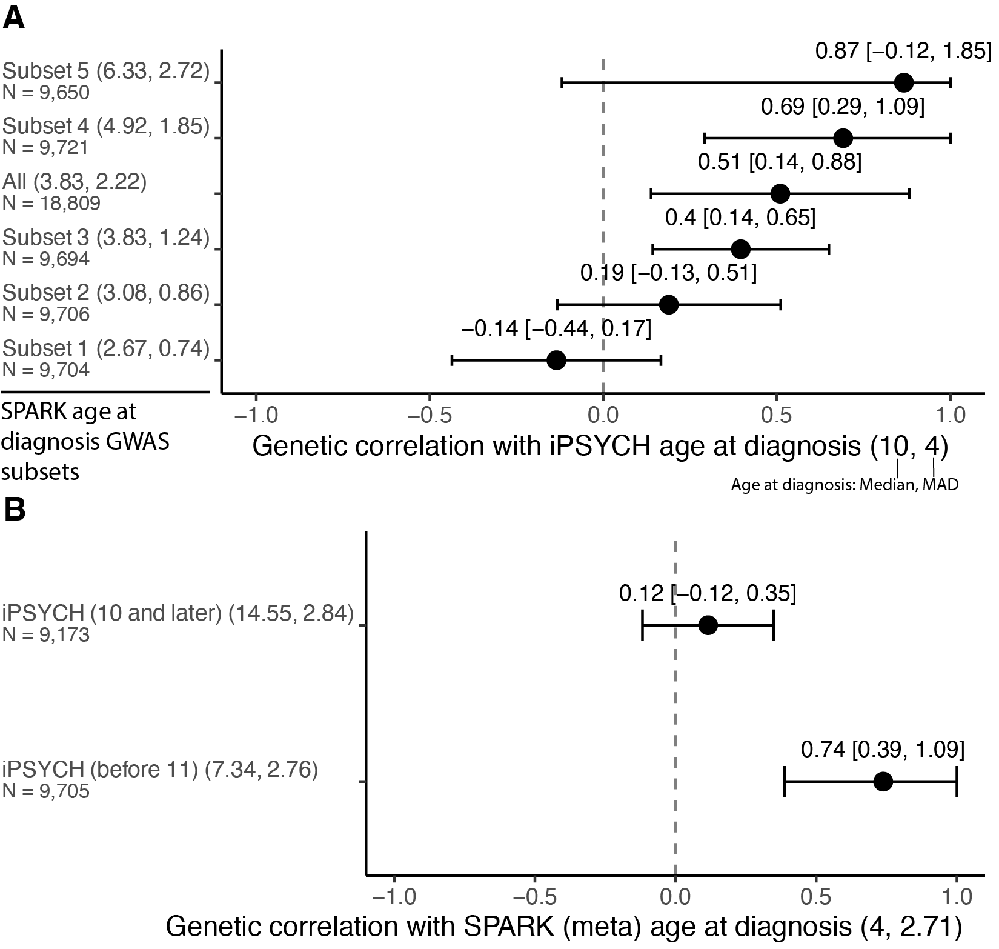 A
0.87 [−0.12, 1.85]
Subset 5 (6.33, 2.72)
N = 9,650
0.69 [0.29, 1.09]
Subset 4 (4.92, 1.85)
N = 9,721
0.51 [0.14, 0.88]
All (3.83, 2.22)
N = 18,809
0.4 [0.14, 0.65]
Subset 3 (3.83, 1.24)
N = 9,694
0.19 [−0.13, 0.51]
Subset 2 (3.08, 0.86)
N = 9,706
−0.14 [−0.44, 0.17]
Subset 1 (2.67, 0.74)
N = 9,704
SPARK age at
diagnosis GWAS
subsets
−1.0 −0.5 0.0 0.5 1.0
Genetic correlation with iPSYCH age at diagnosis (10, 4)
Age at diagnosis: Median, MAD
B
0.12 [−0.12, 0.35]
iPSYCH (10 and later) (14.55, 2.84)
N = 9,173
0.74 [0.39, 1.09]
iPSYCH (before 11) (7.34, 2.76)
N = 9,705
−1.0 −0.5 0.0 0.5 1.0
Genetic correlation with SPARK (meta) age at diagnosis (4, 2.71)